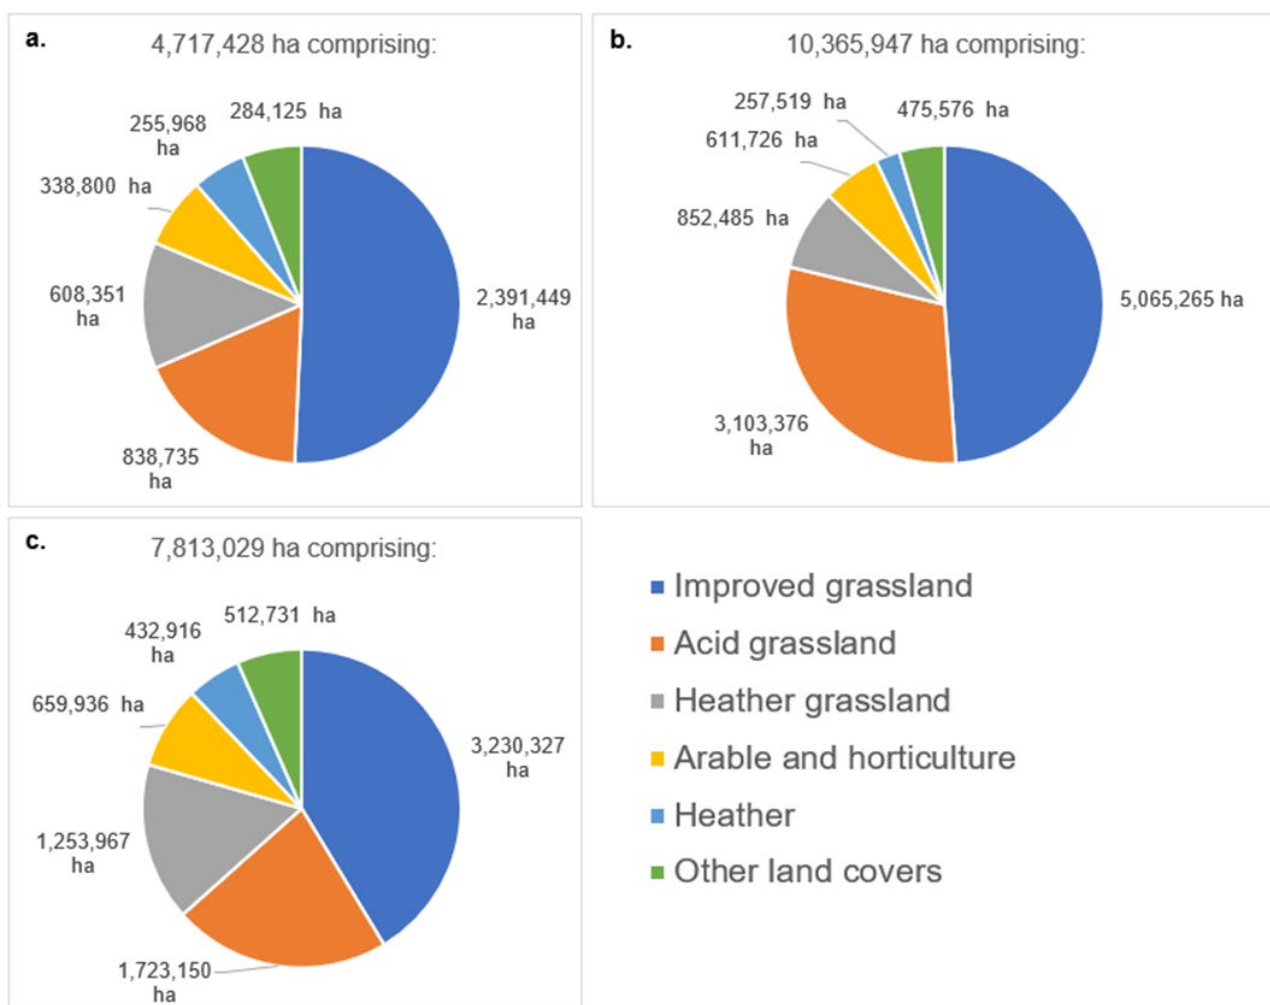 a.
4,717,428 ha comprising:
284,125 ha
255,968
ha
338,800 ha
608,351
ha
838,735
ha
2,391,449
ha
b.
10,365,947 ha comprising:
257,519 ha
475,576 ha
611,726 ha
852,485 ha
3,103,376
ha
5,065,265 ha
c.
7,813,029 ha comprising:
512,731 ha
432,916
ha
659,936 ha
1,253,967
ha
1,723,150
ha
3,230,327
ha
Improved grassland
Acid grassland
Heather grassland
Arable and horticulture
Heather
Other land covers